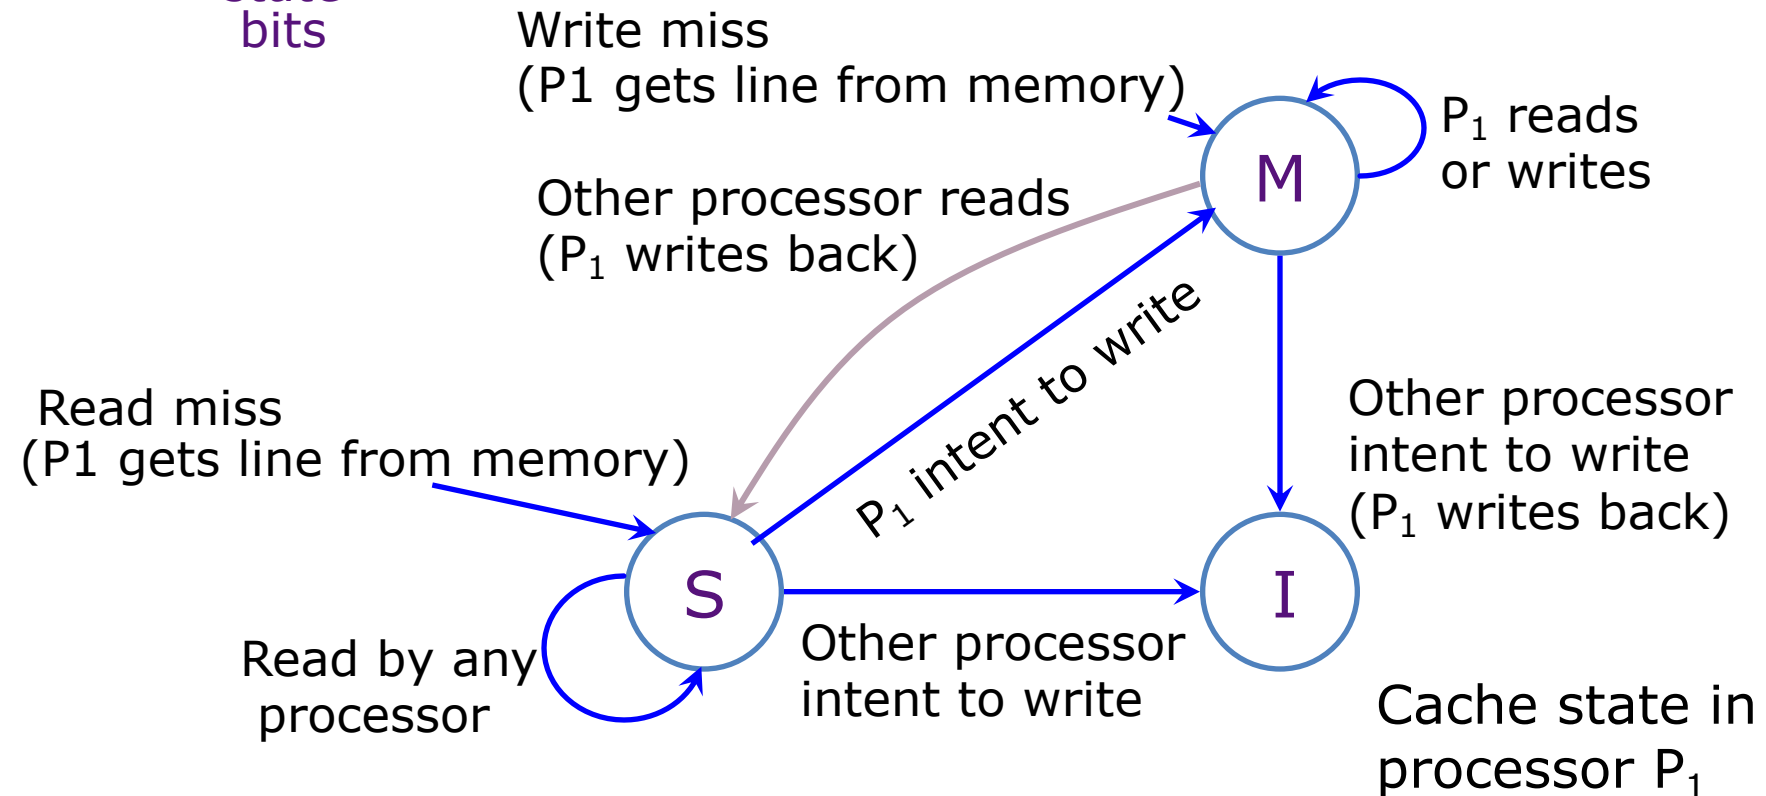 bits
Write miss
(P1 gets line from memory)
P₁ reads
or writes
M
Other processor reads
(P₁ writes back)
P₁ intent to write
Read miss
(P1 gets line from memory)
Other processor
intent to write
(P₁ writes back)
S
I
Read by any
processor
Other processor
intent to write
Cache state in
processor P₁